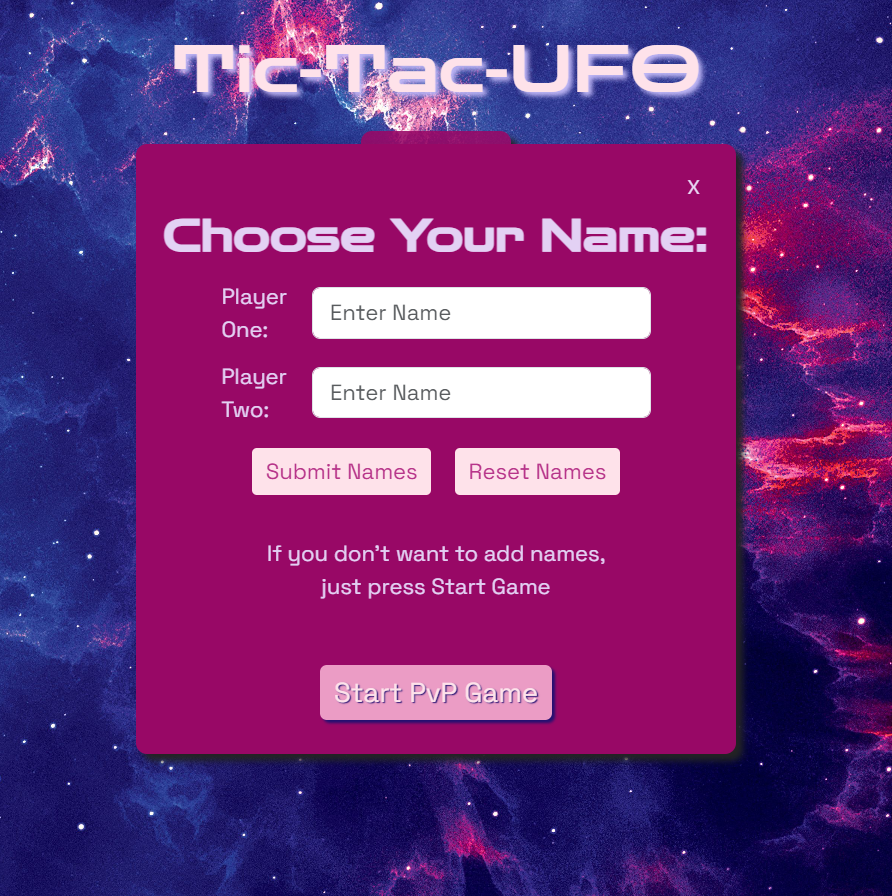 Tic-Tac-UFO
x
Choose Your Name:
Player
One:
Enter Name
Player
Two:
Enter Name
Submit Names
Reset Names
If you don't want to add names,
just press Start Game
Start PvP Game